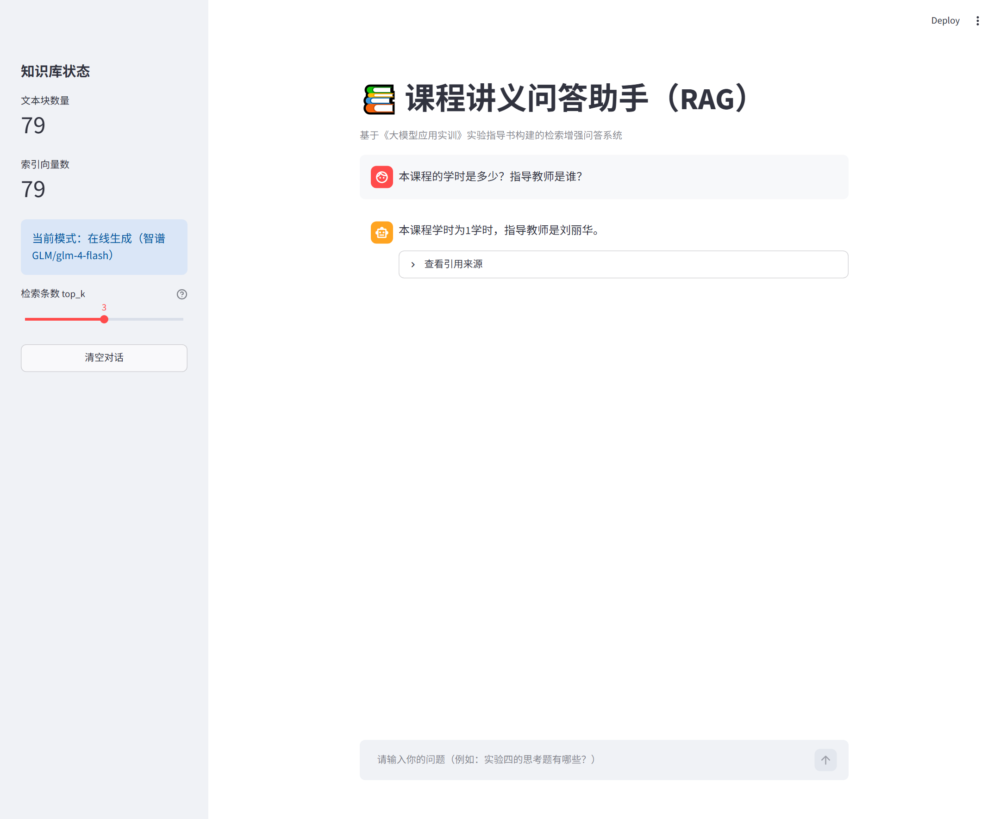 Deploy
知识库状态
文本块数量
79
索引向量数
79
当前模式：在线生成（智谱
GLM/glm-4-flash）
检索条数 top_k
3
清空对话
课程讲义问答助手（RAG）
基于《大模型应用实训》实验指导书构建的检索增强问答系统
本课程的学时是多少？指导教师是谁？
本课程学时为1学时，指导教师是刘丽华。
查看引用来源
请输入你的问题（例如：实验四的思考题有哪些？）